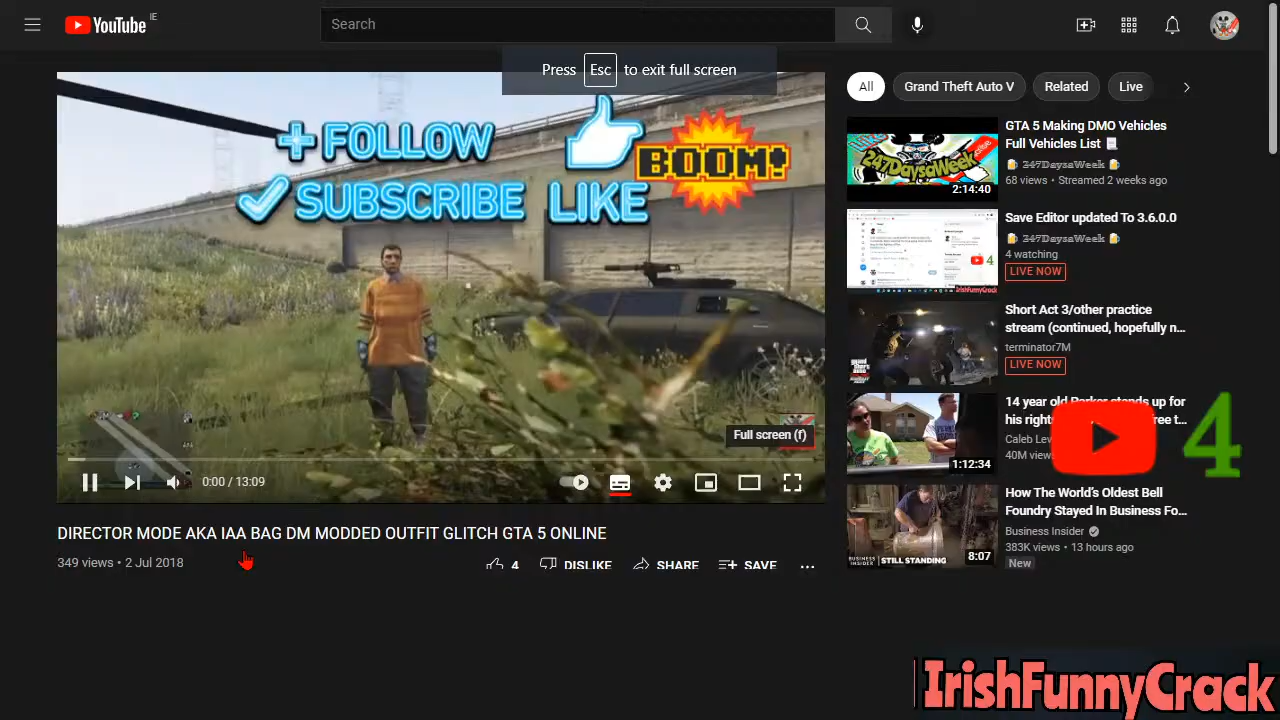 YouTube IE
Search
Press Esc to exit full screen
+ FOLLOW
SUBSCRIBE LIKE
BOOM!
Full screen (f)
0:00 / 13:09
DIRECTOR MODE AKA IAA BAG DM MODDED OUTFIT GLITCH GTA 5 ONLINE
349 views • 2 Jul 2018
4 DISLIKE SHARE SAVE
All Grand Theft Auto V Related Live
247DaysaWeek
2:14:40
GTA 5 Making DMO Vehicles
Full Vehicles List
247DaysaWeek
68 views • Streamed 2 weeks ago
Save Editor updated To 3.6.0.0
247DaysaWeek
4 watching
LIVE NOW
Short Act 3/other practice
stream (continued, hopefully n...
terminator7M
LIVE NOW
1:12:34
14 year old Parker stands up for
his
Caleb
40M views
4
BUSINESS INSIDER STILL STANDING
8:07
How The World's Oldest Bell
Foundry Stayed In Business Fo...
Business Insider
383K views • 13 hours ago
New
IrishFunnyCrack